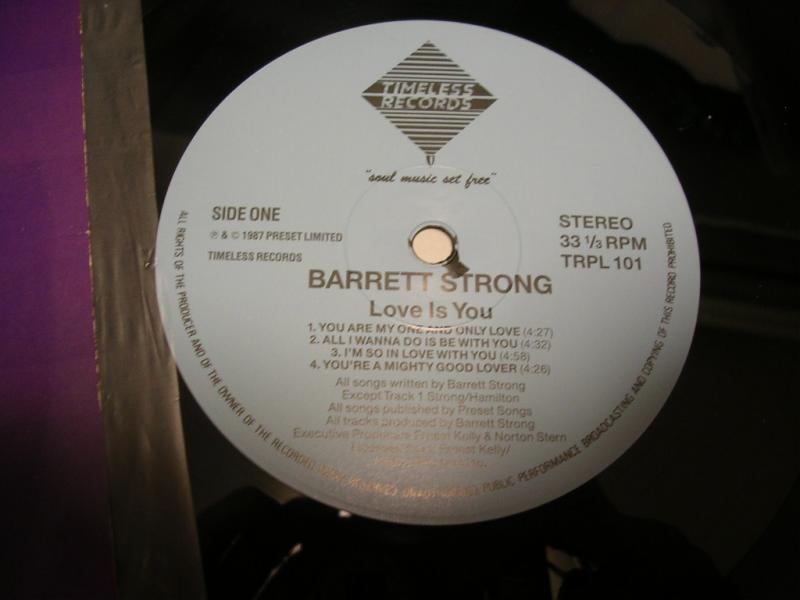 TIMELESS
RECORDS
"soul music set free"
SIDE ONE
℗ & © 1987 PRESET LIMITED
TIMELESS RECORDS
STEREO
33 1/3 RPM
TRPL 101
BARRETT STRONG
Love Is You
1. YOU ARE MY ONE AND ONLY LOVE (4:27)
2. ALL I WANNA DO IS BE WITH YOU (4:32)
3. I'M SO IN LOVE WITH YOU (4:58)
4. YOU'RE A MIGHTY GOOD LOVER (4:26)
All songs written by Barrett Strong
Except Track 1 Strong/Hamilton
All songs published by Preset Songs
All tracks produced by Barrett Strong
Executive Producers Ernest Kelly & Norton Stern
Ernest Kelly/
ALL RIGHTS OF THE PRODUCER AND OF THE OWNER OF THE RECORDED WORK RESERVED UNAUTHORISED PUBLIC PERFORMANCE BROADCASTING AND COPYING OF THIS RECORD PROHIBITED